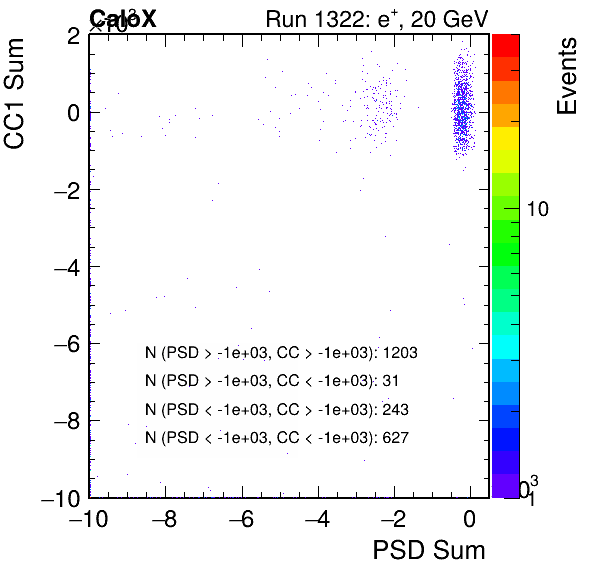 CaloX
Run 1322: e+, 20 GeV
×10³
CC1 Sum
Events
2
0
−2
−4
−6
−8
−10
10
1
N (PSD > -1e+03, CC > -1e+03): 1203
N (PSD > -1e+03, CC < -1e+03): 31
N (PSD < -1e+03, CC > -1e+03): 243
N (PSD < -1e+03, CC < -1e+03): 627
−10 −8 −6 −4 −2 0
PSD Sum